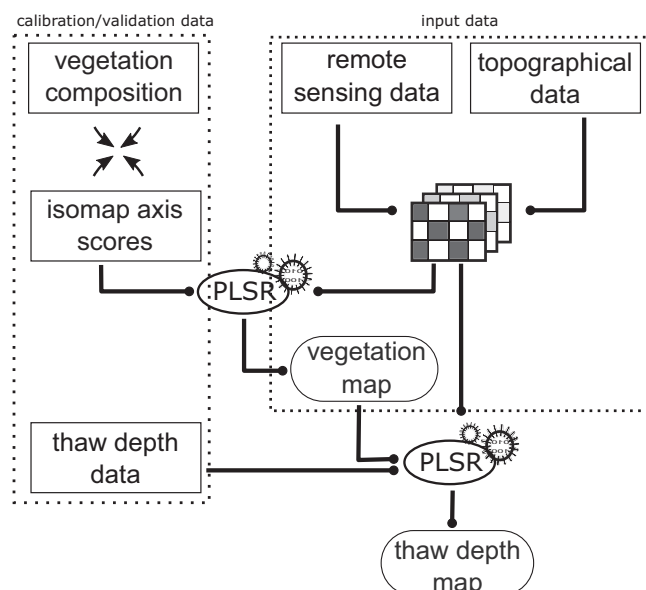 calibration/validation data
input data
vegetation
composition
remote
sensing data
topographical
data
isomap axis
scores
PLSR
vegetation
map
thaw depth
data
PLSR
thaw depth
map